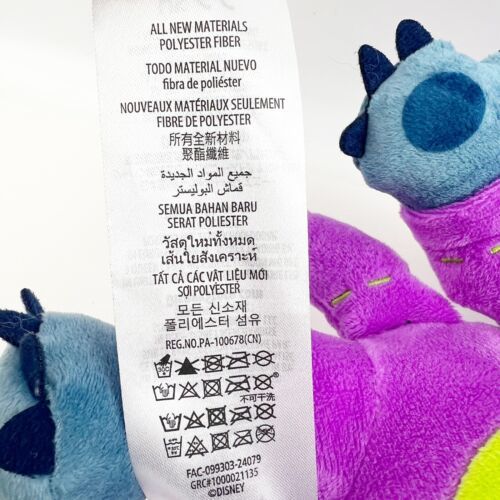 ALL NEW MATERIALS
POLYESTER FIBER
TODO MATERIAL NUEVO
fibra de poliéster
NOUVEAUX MATÉRIAUX SEULEMENT
FIBRE DE POLYESTER
所有全新材料
聚酯纖維
جميع المواد الجديدة
قماش البوليستر
SEMUA BAHAN BARU
SERAT POLIESTER
วัสดุใหม่ทั้งหมด
เส้นใยสังเคราะห์
TẤT CẢ CÁC VẬT LIỆU MỚI
SỢI POLYESTER
모든 신소재
폴리에스터 섬유
REG.NO.PA-100678(CN)
不可干洗
FAC-099303-24079
GRC#1000021135
©DISNEY